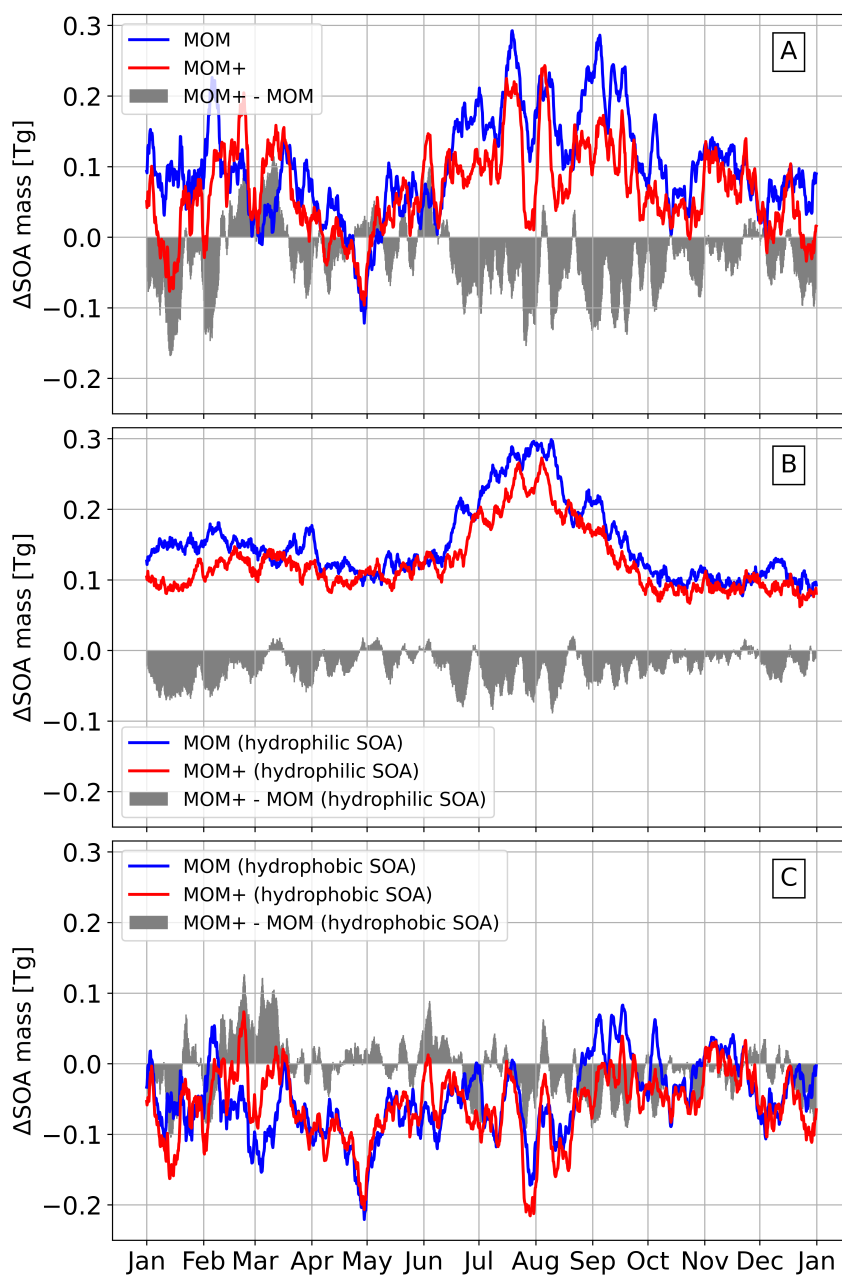 0.3
0.2
0.1
0.0
−0.1
−0.2
ΔSOA mass [Tg]
MOM
MOM+
MOM+ - MOM
A
0.3
0.2
0.1
0.0
−0.1
−0.2
ΔSOA mass [Tg]
B
MOM (hydrophilic SOA)
MOM+ (hydrophilic SOA)
MOM+ - MOM (hydrophilic SOA)
0.3
0.2
0.1
0.0
−0.1
−0.2
ΔSOA mass [Tg]
MOM (hydrophobic SOA)
MOM+ (hydrophobic SOA)
MOM+ - MOM (hydrophobic SOA)
C
Jan Feb Mar Apr May Jun Jul Aug Sep Oct Nov Dec Jan